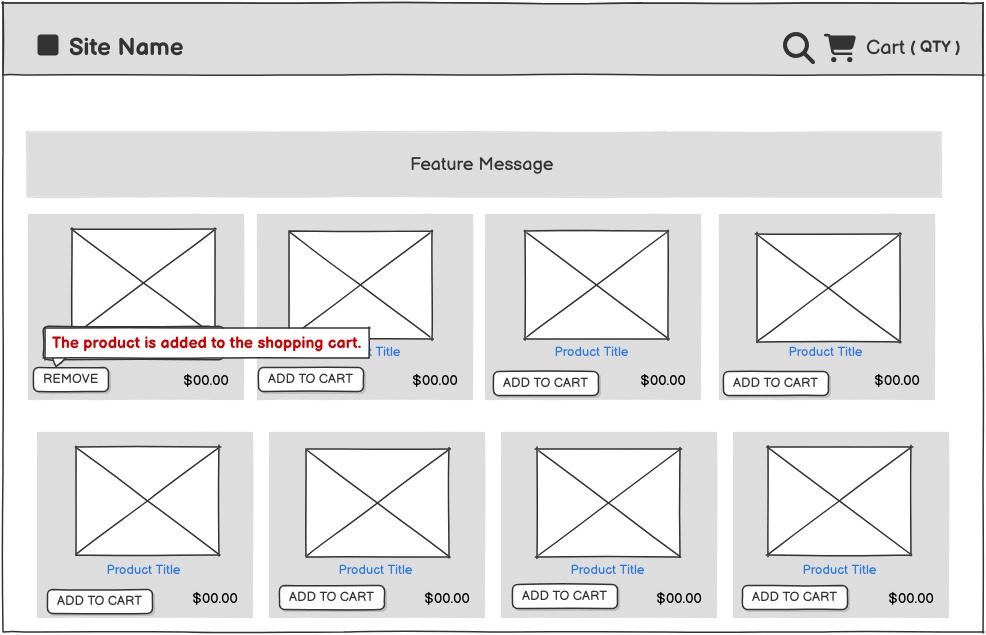 Site Name
Cart ( QTY )
Feature Message
The product is added to the shopping cart.
Title
Product Title
Product Title
REMOVE
$00.00
ADD TO CART
$00.00
ADD TO CART
$00.00
ADD TO CART
$00.00
Product Title
Product Title
Product Title
Product Title
ADD TO CART
$00.00
ADD TO CART
$00.00
ADD TO CART
$00.00
ADD TO CART
$00.00